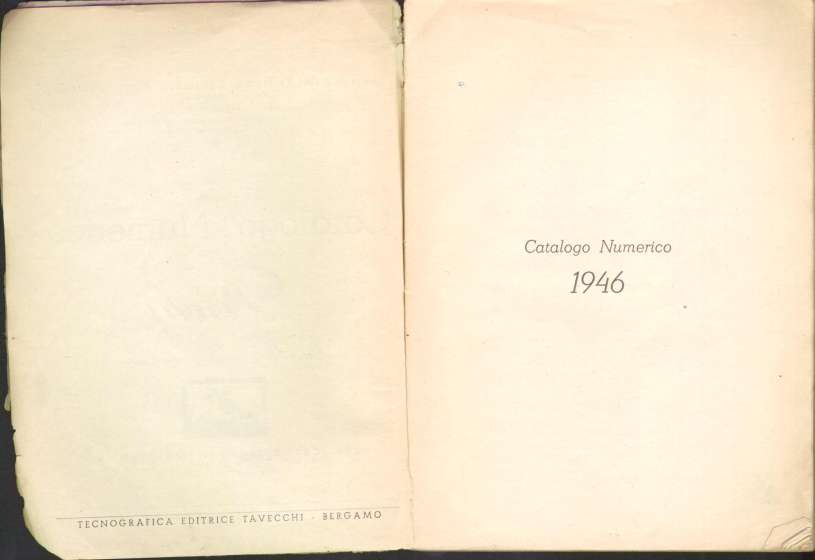 TECNOGRAFICA EDITRICE TAVECCHI - BERGAMO
Catalogo Numerico
1946